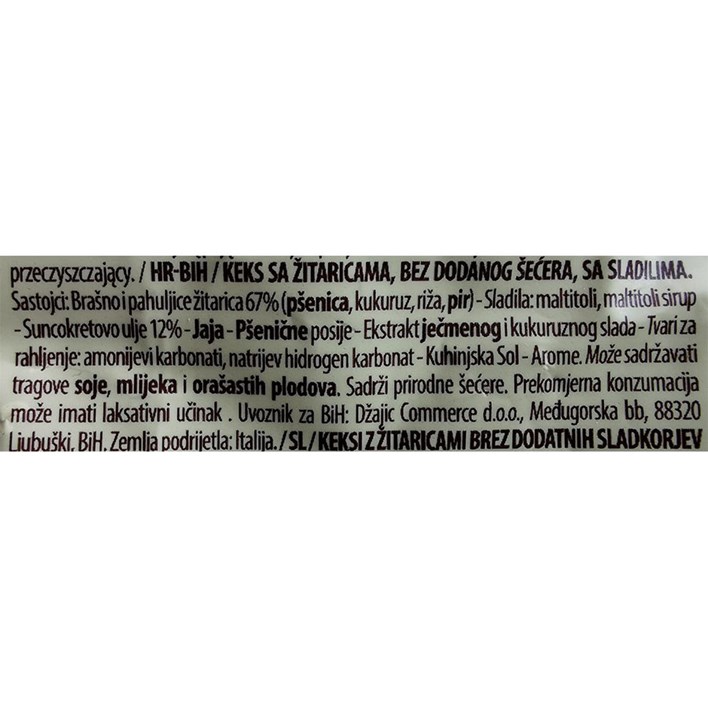 przeczyszczający. / HR-BIH / KEKS SA ŽITARICAMA, BEZ DODANOG ŠEĆERA, SA SLADILIMA.
Sastojci: Brašno i pahuljice žitarica 67% (pšenica, kukuruz, riža, pir) - Sladila: maltitoli, maltitoli sirup
- Suncokretovo ulje 12% - Jaja - Pšenične posije - Ekstrakt ječmenog i kukuruznog slada - Tvari za
rahljenje: amonijevi karbonati, natrijev hidrogen karbonat - Kuhinjska Sol - Arome. Može sadržavati
tragove soje, mlijeka i orašastih plodova. Sadrži prirodne šećere. Prekomjerna konzumacija
može imati laksativni učinak . Uvoznik za BiH: Džajic Commerce d.o.o., Međugorska bb, 88320
Ljubuški, BiH. Zemlja podrijetla: Italija. / SL / KEKSI Z ŽITARICAMI BREZ DODATNIH SLADKORJEV